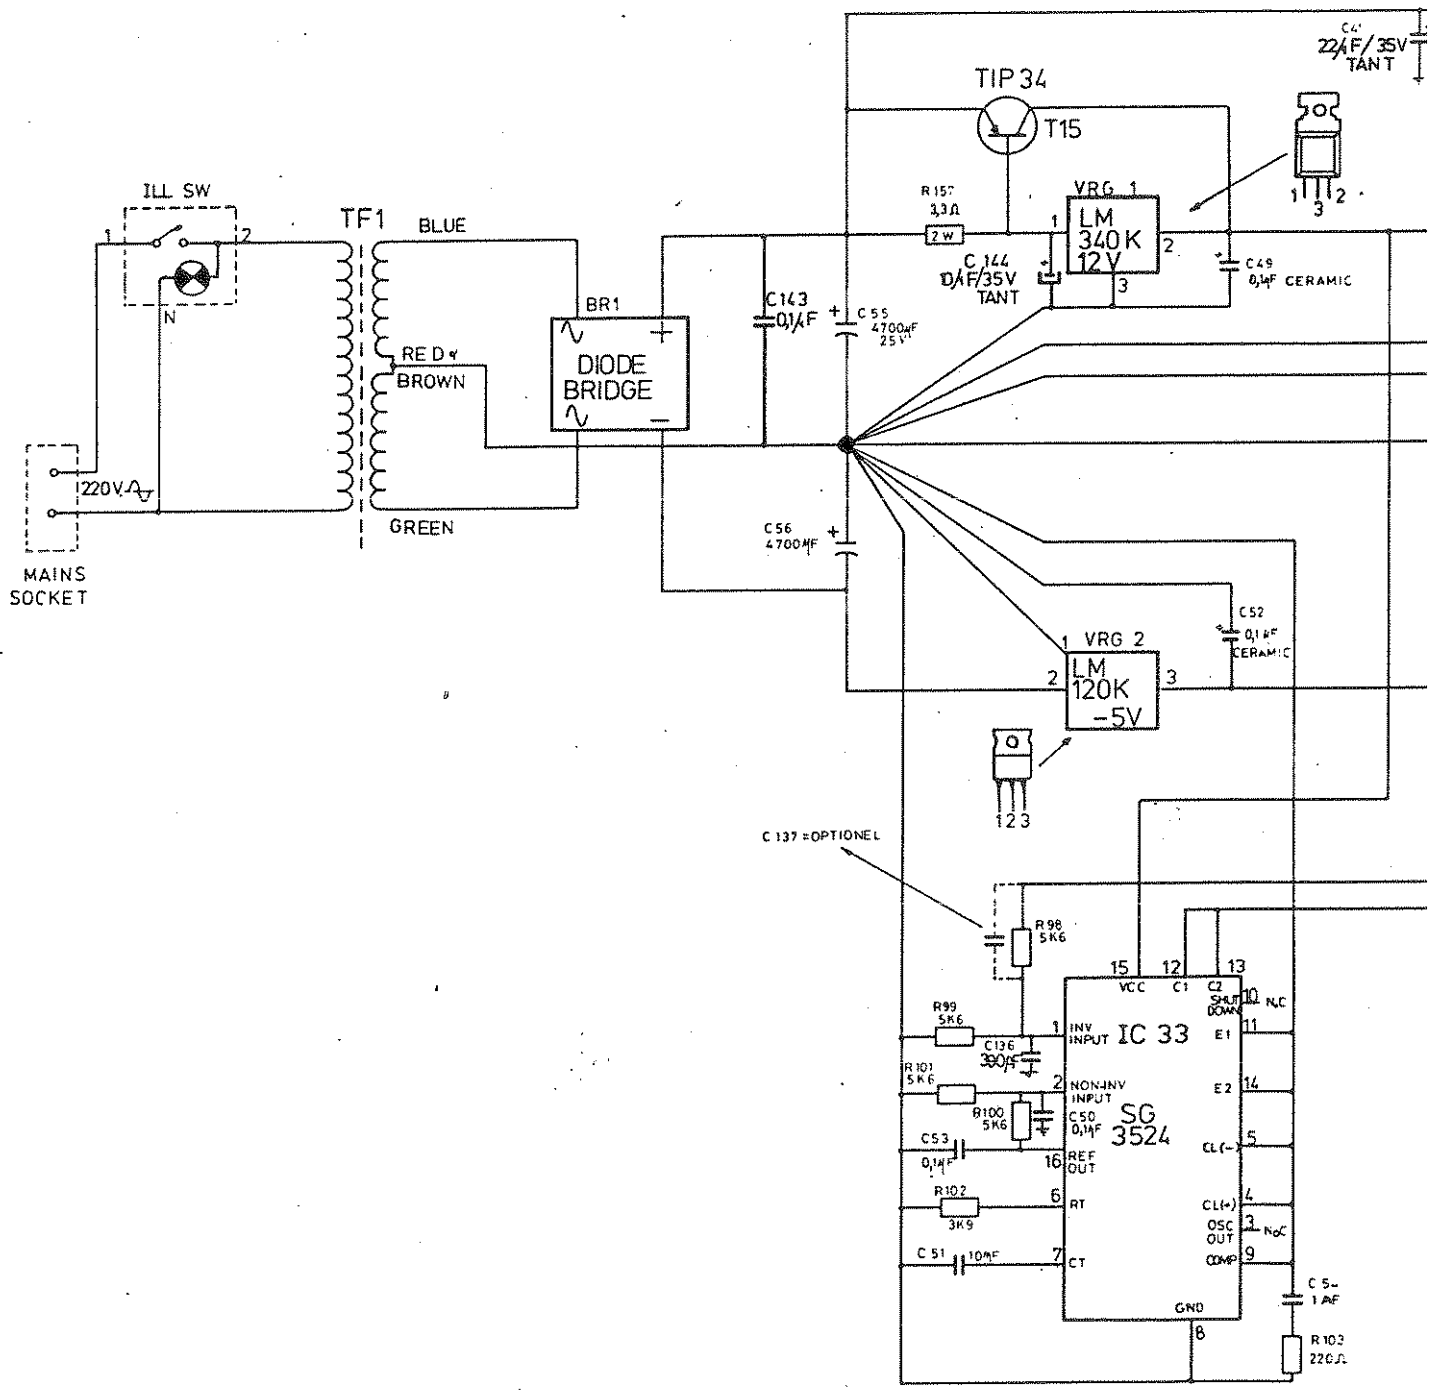 C4
22µF/35V
TANT
TIP 34
T15
1 3 2
ILL SW
1
2
N
TF1
BLUE
RED
BROWN
GREEN
220V
MAINS
SOCKET
BR1
DIODE
BRIDGE
+
−
C143
0,1µF
+
C55
4700µF
25V
C56
+
4700µF
R157
3,3Ω
2 W
C 144
10µF/35V
TANT
VRG 1
1
LM
340K
12V
2
3
C49
0,1µF CERAMIC
C52
0,1µF
CERAMIC
1 VRG 2
2
LM
120K
-5V
3
123
C137=OPTIONEL
R98
5K6
R99
5K6
C136
390pF
R101
5K6
R100
5K6
C50
0,1µF
C53
0,1µF
R102
3K9
C51
10nF
15 12 13
VCC C1 C2
SHUT
DOWN
10 N.C
1 INV
INPUT
IC 33
E1 11
2 NON-INV
INPUT
E2 14
SG
3524
16 REF
OUT
CL(-) 5
6 RT
CL(+) 4
OSC
OUT
3 N.C
7 CT
COMP 9
GND
8
R103
220Ω